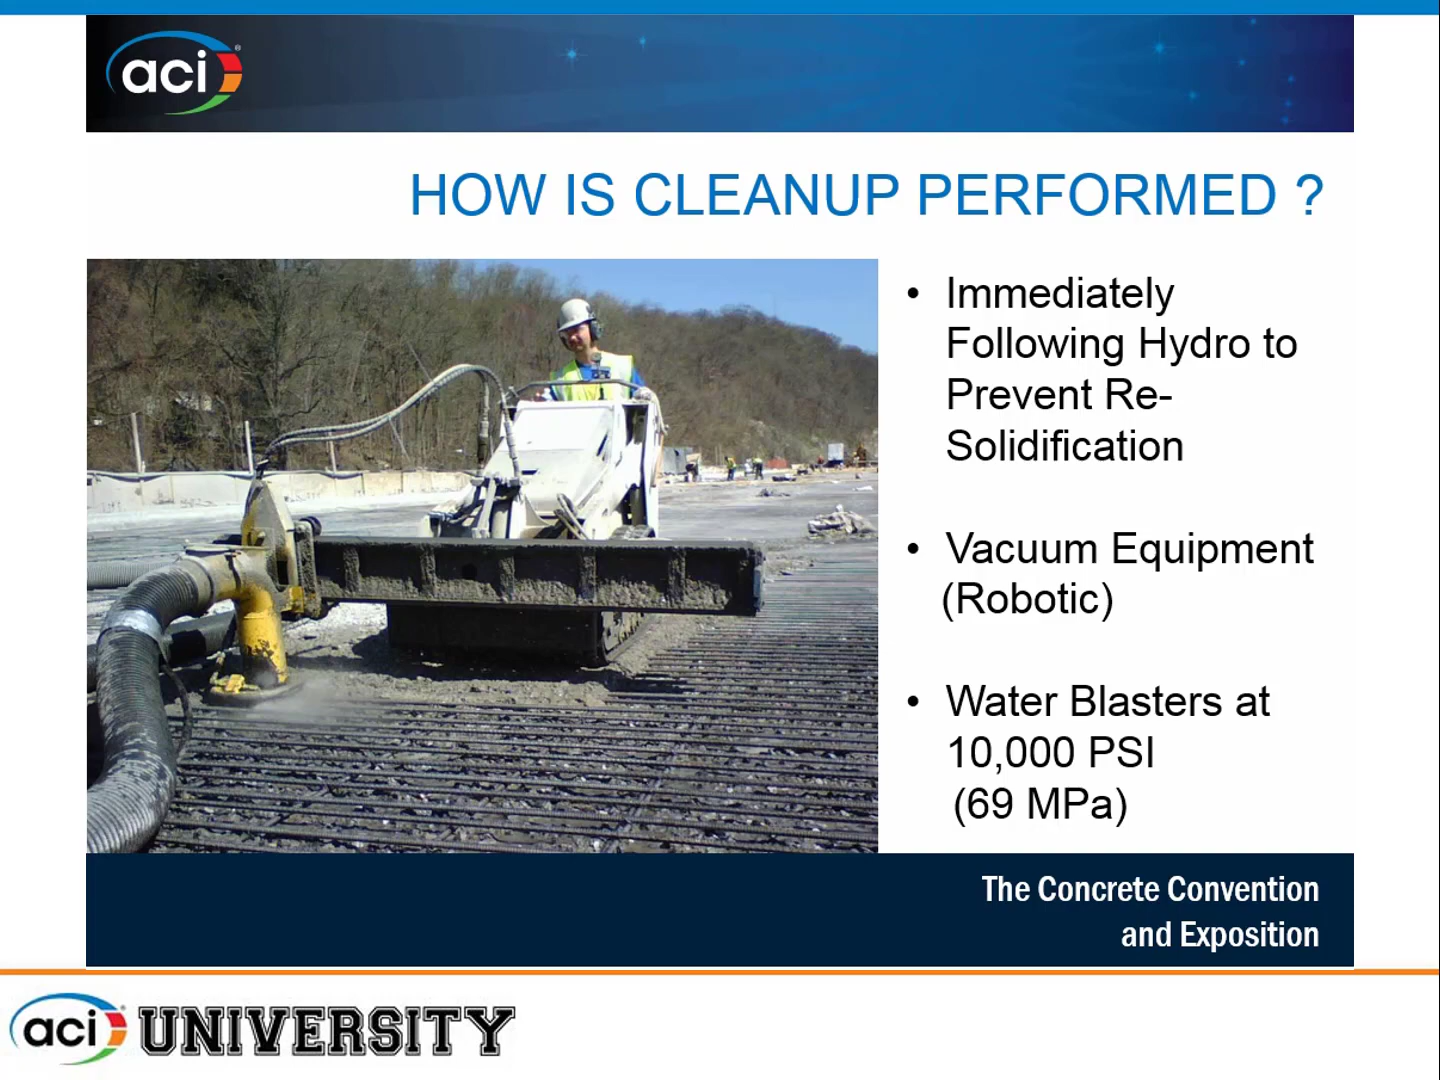 aci
HOW IS CLEANUP PERFORMED ?
• Immediately
Following Hydro to
Prevent Re-
Solidification
• Vacuum Equipment
(Robotic)
• Water Blasters at
10,000 PSI
(69 MPa)
The Concrete Convention
and Exposition
aci UNIVERSITY